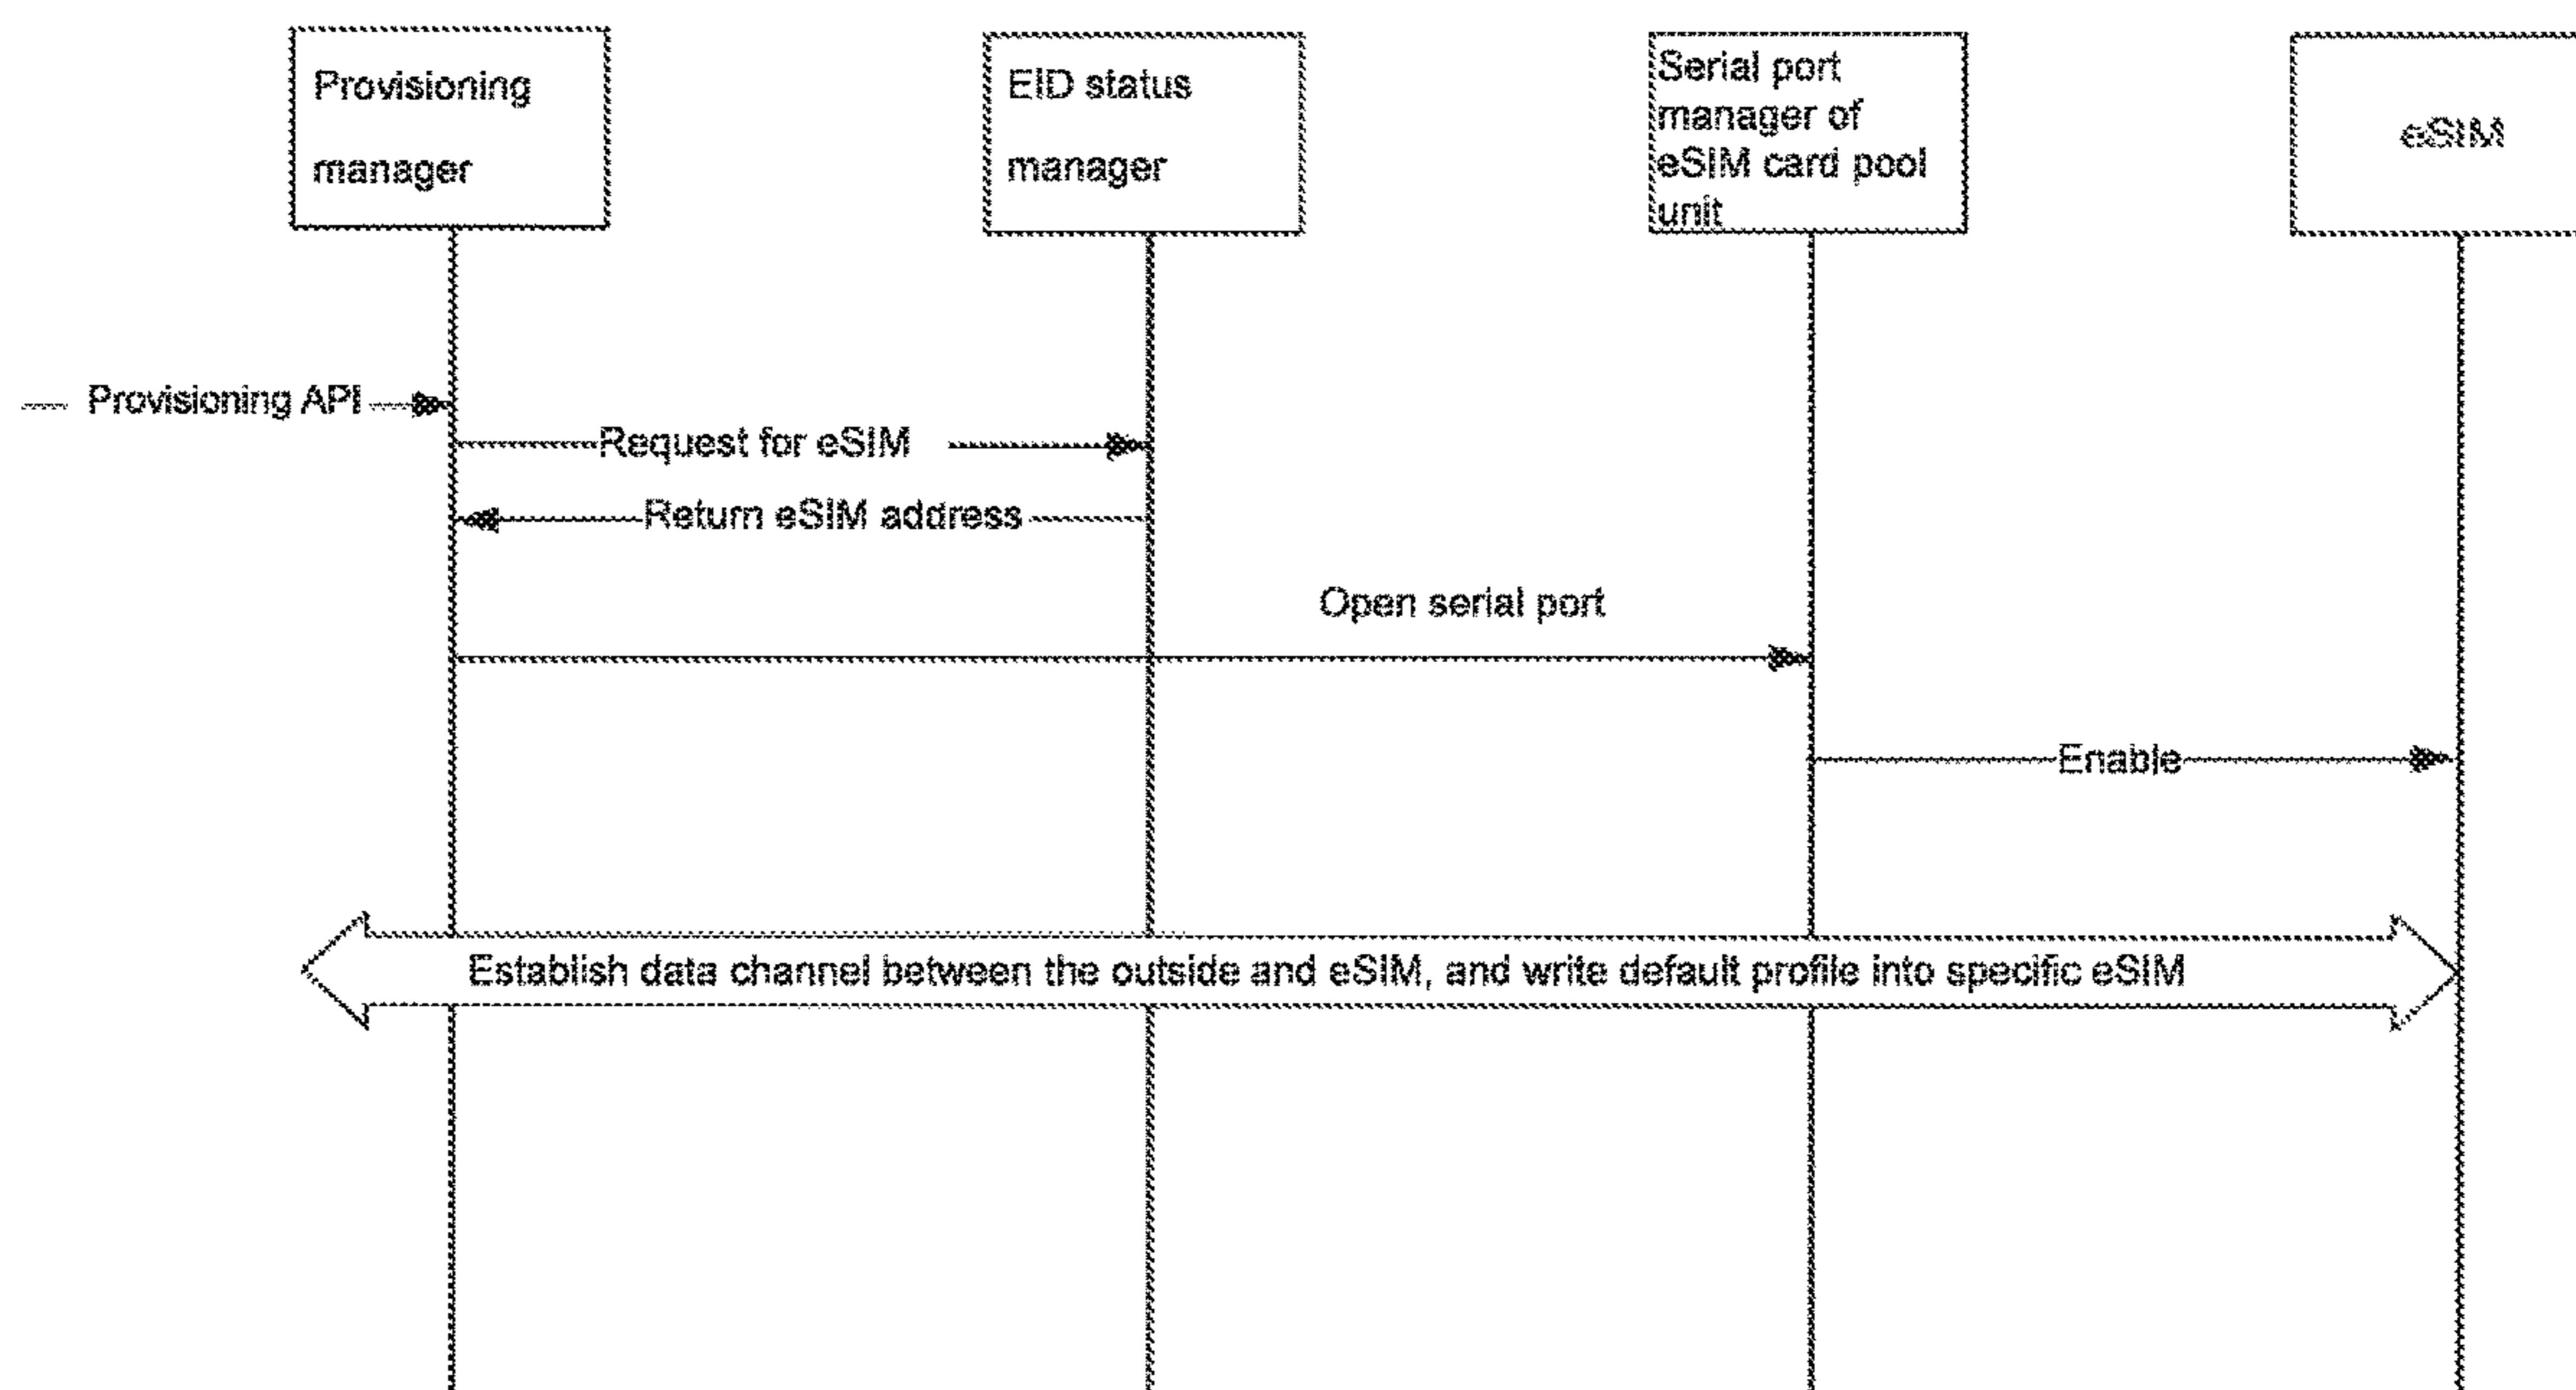 Provisioning
manager
EID status
manager
Serial port
manager of
eSIM card pool
unit
eSIM
Provisioning API
Request for eSIM
Return eSIM address
Open serial port
Enable
Establish data channel between the outside and eSIM, and write default profile into specific eSIM